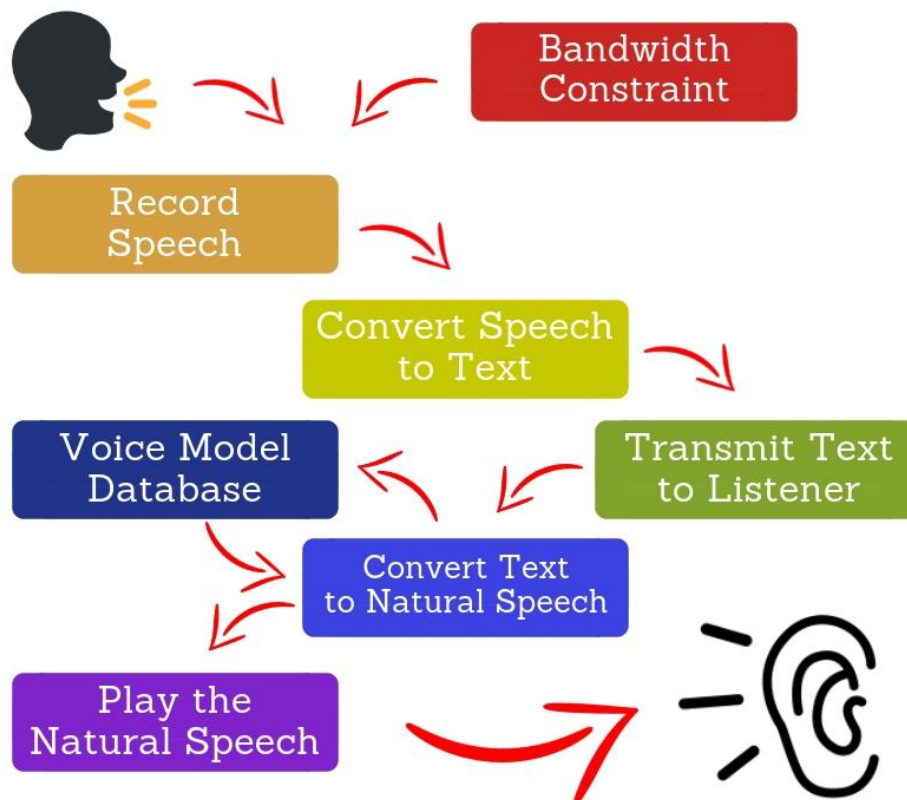 Bandwidth
Constraint
Record
Speech
Convert Speech
to Text
Voice Model
Database
Transmit Text
to Listener
Convert Text
to Natural Speech
Play the
Natural Speech